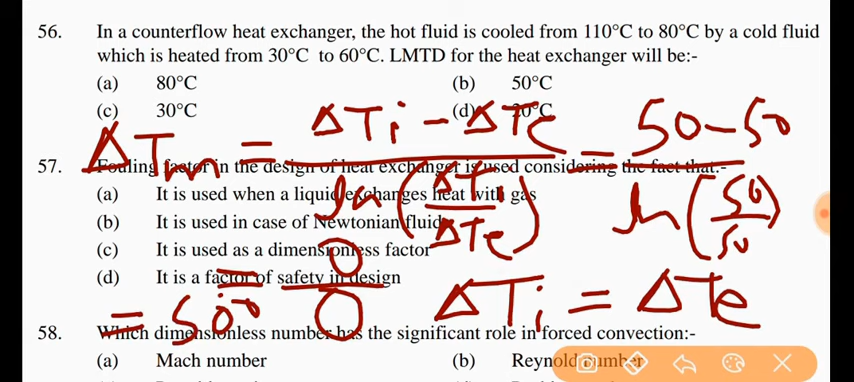 56. In a counterflow heat exchanger, the hot fluid is cooled from 110°C to 80°C by a cold fluid
which is heated from 30°C to 60°C. LMTD for the heat exchanger will be:-
(a) 80°C (b) 50°C
(c) 30°C (d) 20°C
ΔTm = ΔTi - ΔTe = 50-50
57. Fouling factor in the design of heat exchanger is used considering the fact that:-
ln (ΔTi / ΔTe) ln (50/50)
(a) It is used when a liquid exchanges heat with gas
(b) It is used in case of Newtonian fluid
(c) It is used as a dimensionless factor
(d) It is a factor of safety in design
= 0/0 ΔTi = ΔTe
= 50°
58. Which dimensionless number has the significant role in forced convection:-
(a) Mach number (b) Reynold number